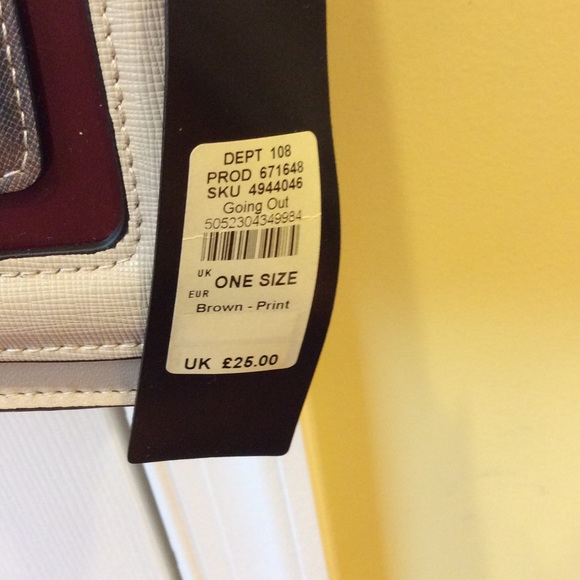 DEPT 108
PROD 671648
SKU 4944046
Going Out
5052304349984
UK
EUR ONE SIZE
Brown - Print
UK £25.00